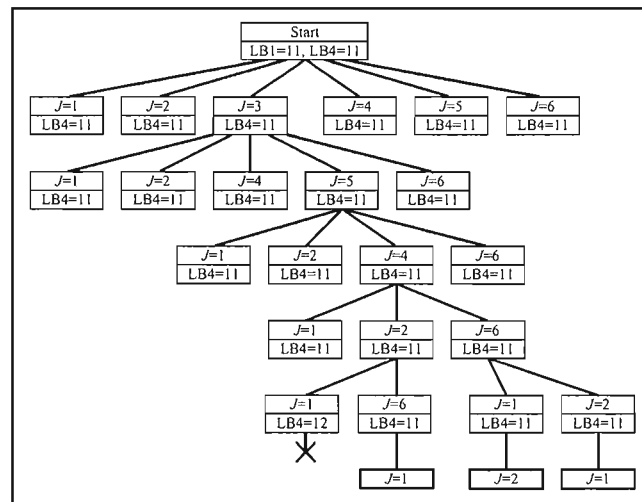 Start
LB1=11, LB4=11
J=1 J=2 J=3 J=4 J=5 J=6
LB4=11 LB4=11 LB4=11 LB4=11 LB4=11 LB4=11
J=1 J=2 J=4 J=5 J=6
LB4=11 LB4=11 LB4=11 LB4=11 LB4=11
J=1 J=2 J=4 J=6
LB4=11 LB4=11 LB4=11 LB4=11
J=1 J=2 J=6
LB4=11 LB4=11 LB4=11
J=1 J=6 J=1 J=2
LB4=12 LB4=11 LB4=11 LB4=11
J=1 J=2 J=1